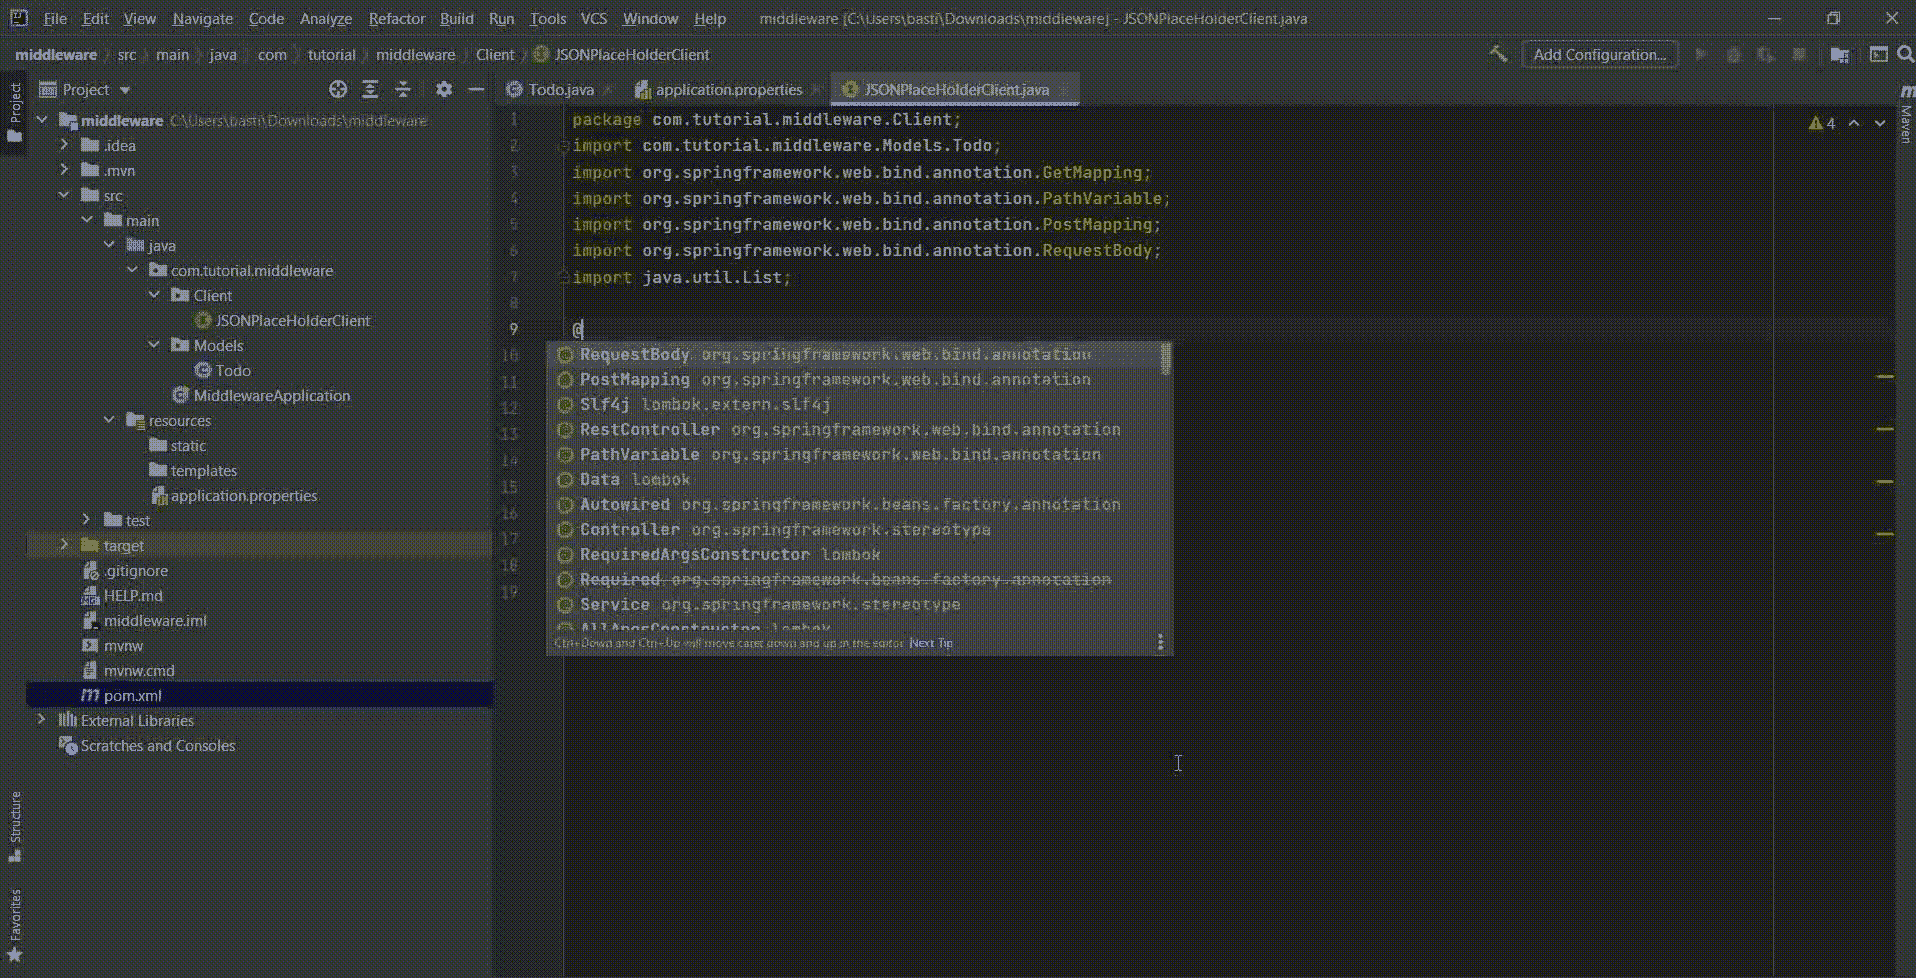 File Edit View Navigate Code Analyze Refactor Build Run Tools VCS Window Help middleware [C:\Users\basti\Downloads\middleware] - JSONPlaceHolderClient.java
middleware src main java com tutorial middleware Client JSONPlaceHolderClient Add Configuration...
Project
Project
Todo.java application.properties JSONPlaceHolderClient.java
Maven
middleware C:\Users\basti\Downloads\middleware
.idea
.mvn
src
main
java
com.tutorial.middleware
Client
JSONPlaceHolderClient
Models
Todo
MiddlewareApplication
resources
static
templates
application.properties
test
target
.gitignore
HELP.md
middleware.iml
mvnw
mvnw.cmd
pom.xml
External Libraries
Scratches and Consoles
Structure
Favorites
1 package com.tutorial.middleware.Client;
2 import com.tutorial.middleware.Models.Todo;
3 import org.springframework.web.bind.annotation.GetMapping;
4 import org.springframework.web.bind.annotation.PathVariable;
5 import org.springframework.web.bind.annotation.PostMapping;
6 import org.springframework.web.bind.annotation.RequestBody;
7 import java.util.List;
8
9 @
10
11
12
13
14
15
16
17
18
19
4
RequestBody org.springframework.web.bind.annotation
PostMapping org.springframework.web.bind.annotation
Slf4j lombok.extern.slf4j
RestController org.springframework.web.bind.annotation
PathVariable org.springframework.web.bind.annotation
Data lombok
Autowired org.springframework.beans.factory.annotation
Controller org.springframework.stereotype
RequiredArgsConstructor lombok
Required org.springframework.beans.factory.annotation
Service org.springframework.stereotype
AllArgsConstructor lombok
Ctrl+Down and Ctrl+Up will move caret down and up in the editor Next Tip